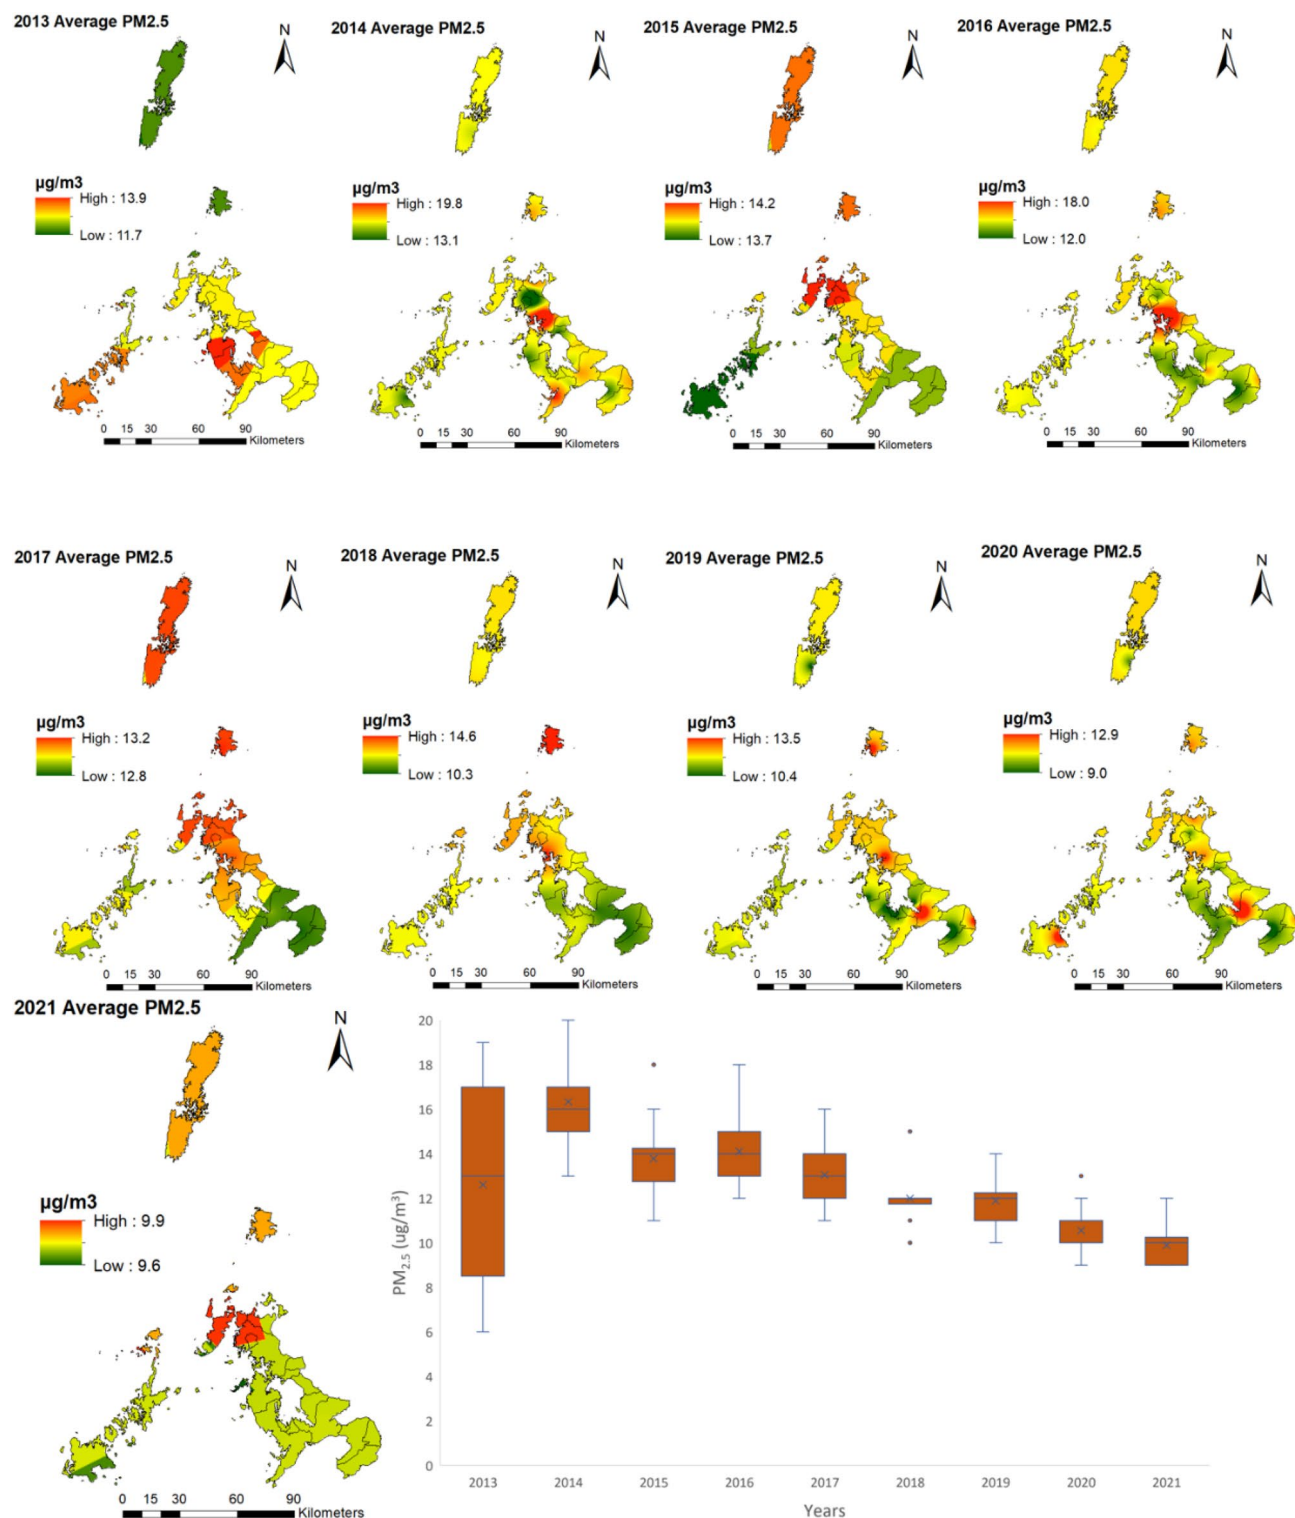 2013 Average PM2.5
N
µg/m3
High : 13.9
Low : 11.7
0 15 30 60 90
Kilometers
2014 Average PM2.5
N
µg/m3
High : 19.8
Low : 13.1
0 15 30 60 90
Kilometers
2015 Average PM2.5
N
µg/m3
High : 14.2
Low : 13.7
0 15 30 60 90
Kilometers
2016 Average PM2.5
N
µg/m3
High : 18.0
Low : 12.0
0 15 30 60 90
Kilometers
2017 Average PM2.5
N
µg/m3
High : 13.2
Low : 12.8
0 15 30 60 90
Kilometers
2018 Average PM2.5
N
µg/m3
High : 14.6
Low : 10.3
0 15 30 60 90
Kilometers
2019 Average PM2.5
N
µg/m3
High : 13.5
Low : 10.4
0 15 30 60 90
Kilometers
2020 Average PM2.5
N
µg/m3
High : 12.9
Low : 9.0
0 15 30 60 90
Kilometers
2021 Average PM2.5
N
µg/m3
High : 9.9
Low : 9.6
0 15 30 60 90
Kilometers
20
18
16
14
12
10
8
6
4
2
0
PM2.5 (ug/m³)
2013 2014 2015 2016 2017 2018 2019 2020 2021
Years